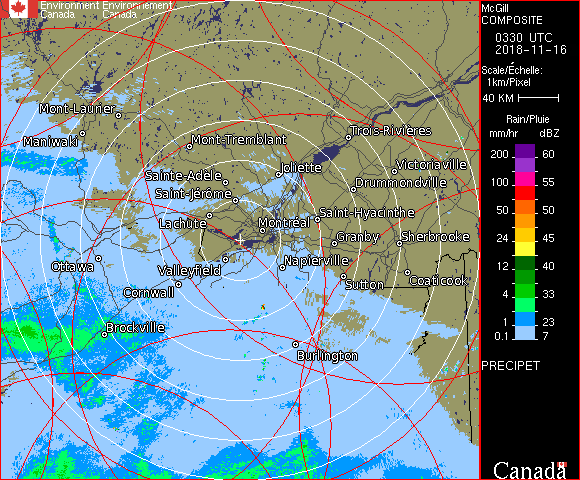 Environment Environnement
Canada Canada
McGill
COMPOSITE
0330 UTC
2018-11-16
Scale/Échelle:
1km/Pixel
40 KM
Rain/Pluie
mm/hr dBZ
200 60
100 55
50 50
24 45
12 40
4 33
1 23
0.1 7
PRECIPET
Canada
Mont-Laurier
Maniwaki
Mont-Tremblant
Trois-Rivières
Joliette
Victoriaville
Sainte-Adèle
Drummondville
Saint-Jérôme
Lachute
Saint-Hyacinthe
Montréal
Granby
Sherbrooke
Ottawa
Valleyfield
Napierville
Cornwall
Sutton
Coaticook
Brockville
Burlington